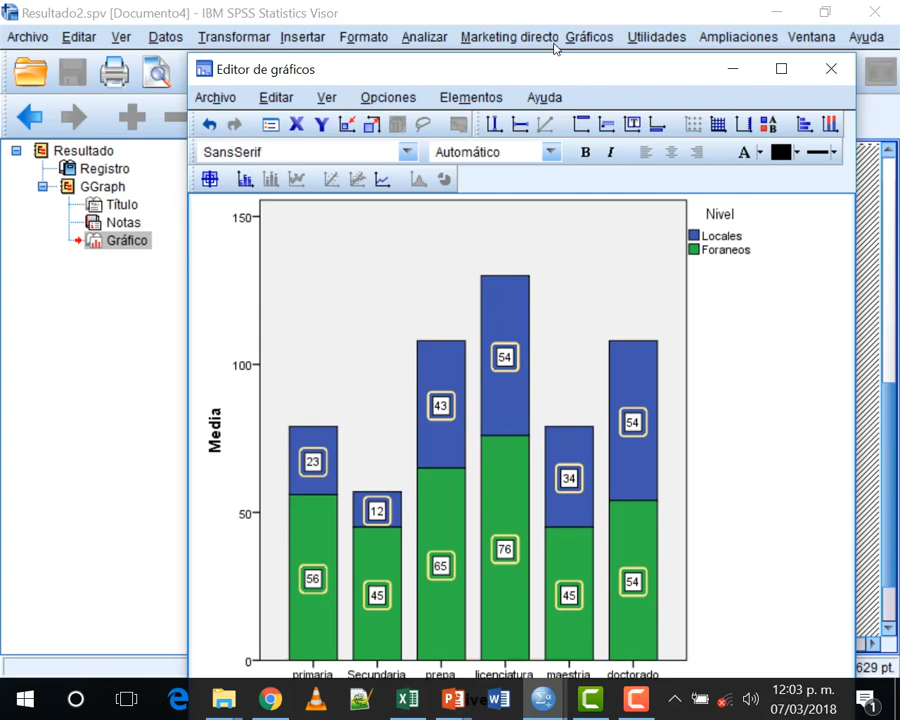 Resultado2.spv [Documento4] - IBM SPSS Statistics Visor
Archivo Editar Ver Datos Transformar Insertar Formato Analizar Marketing directo Gráficos Utilidades Ampliaciones Ventana Ayuda
Editor de gráficos
Archivo Editar Ver Opciones Elementos Ayuda
X Y
SansSerif Automático B I A
Resultado
Registro
GGraph
Título
Notas
Gráfico
Nivel
Locales
Foraneos
Media
150
100
50
0
54
43
54
23
34
12
76
65
56
54
45
45
primaria Secundaria prepa licenciatura maestria doctorado
629 pt.
12:03 p. m.
07/03/2018
1